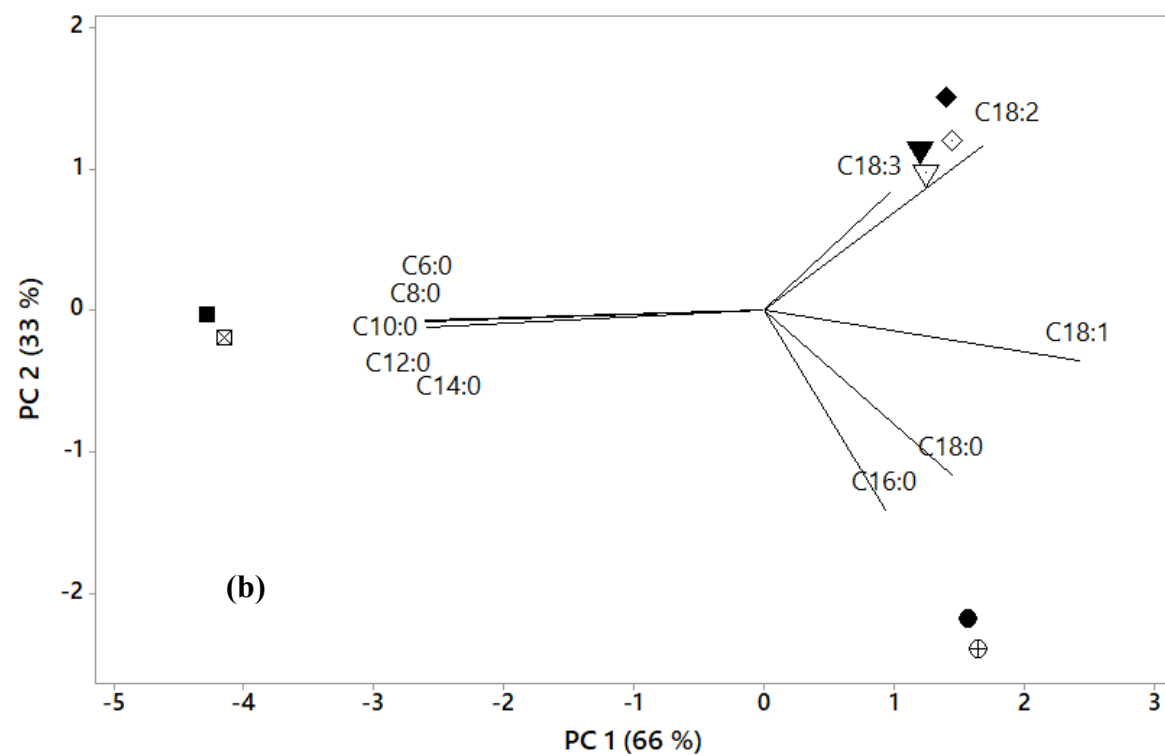 2
C18:2
1
C18:3
C6:0
C8:0
0
C10:0
C18:1
C12:0
C14:0
PC 2 (33 %)
-1
C18:0
C16:0
-2
(b)
-5 -4 -3 -2 -1 0 1 2 3
PC 1 (66 %)